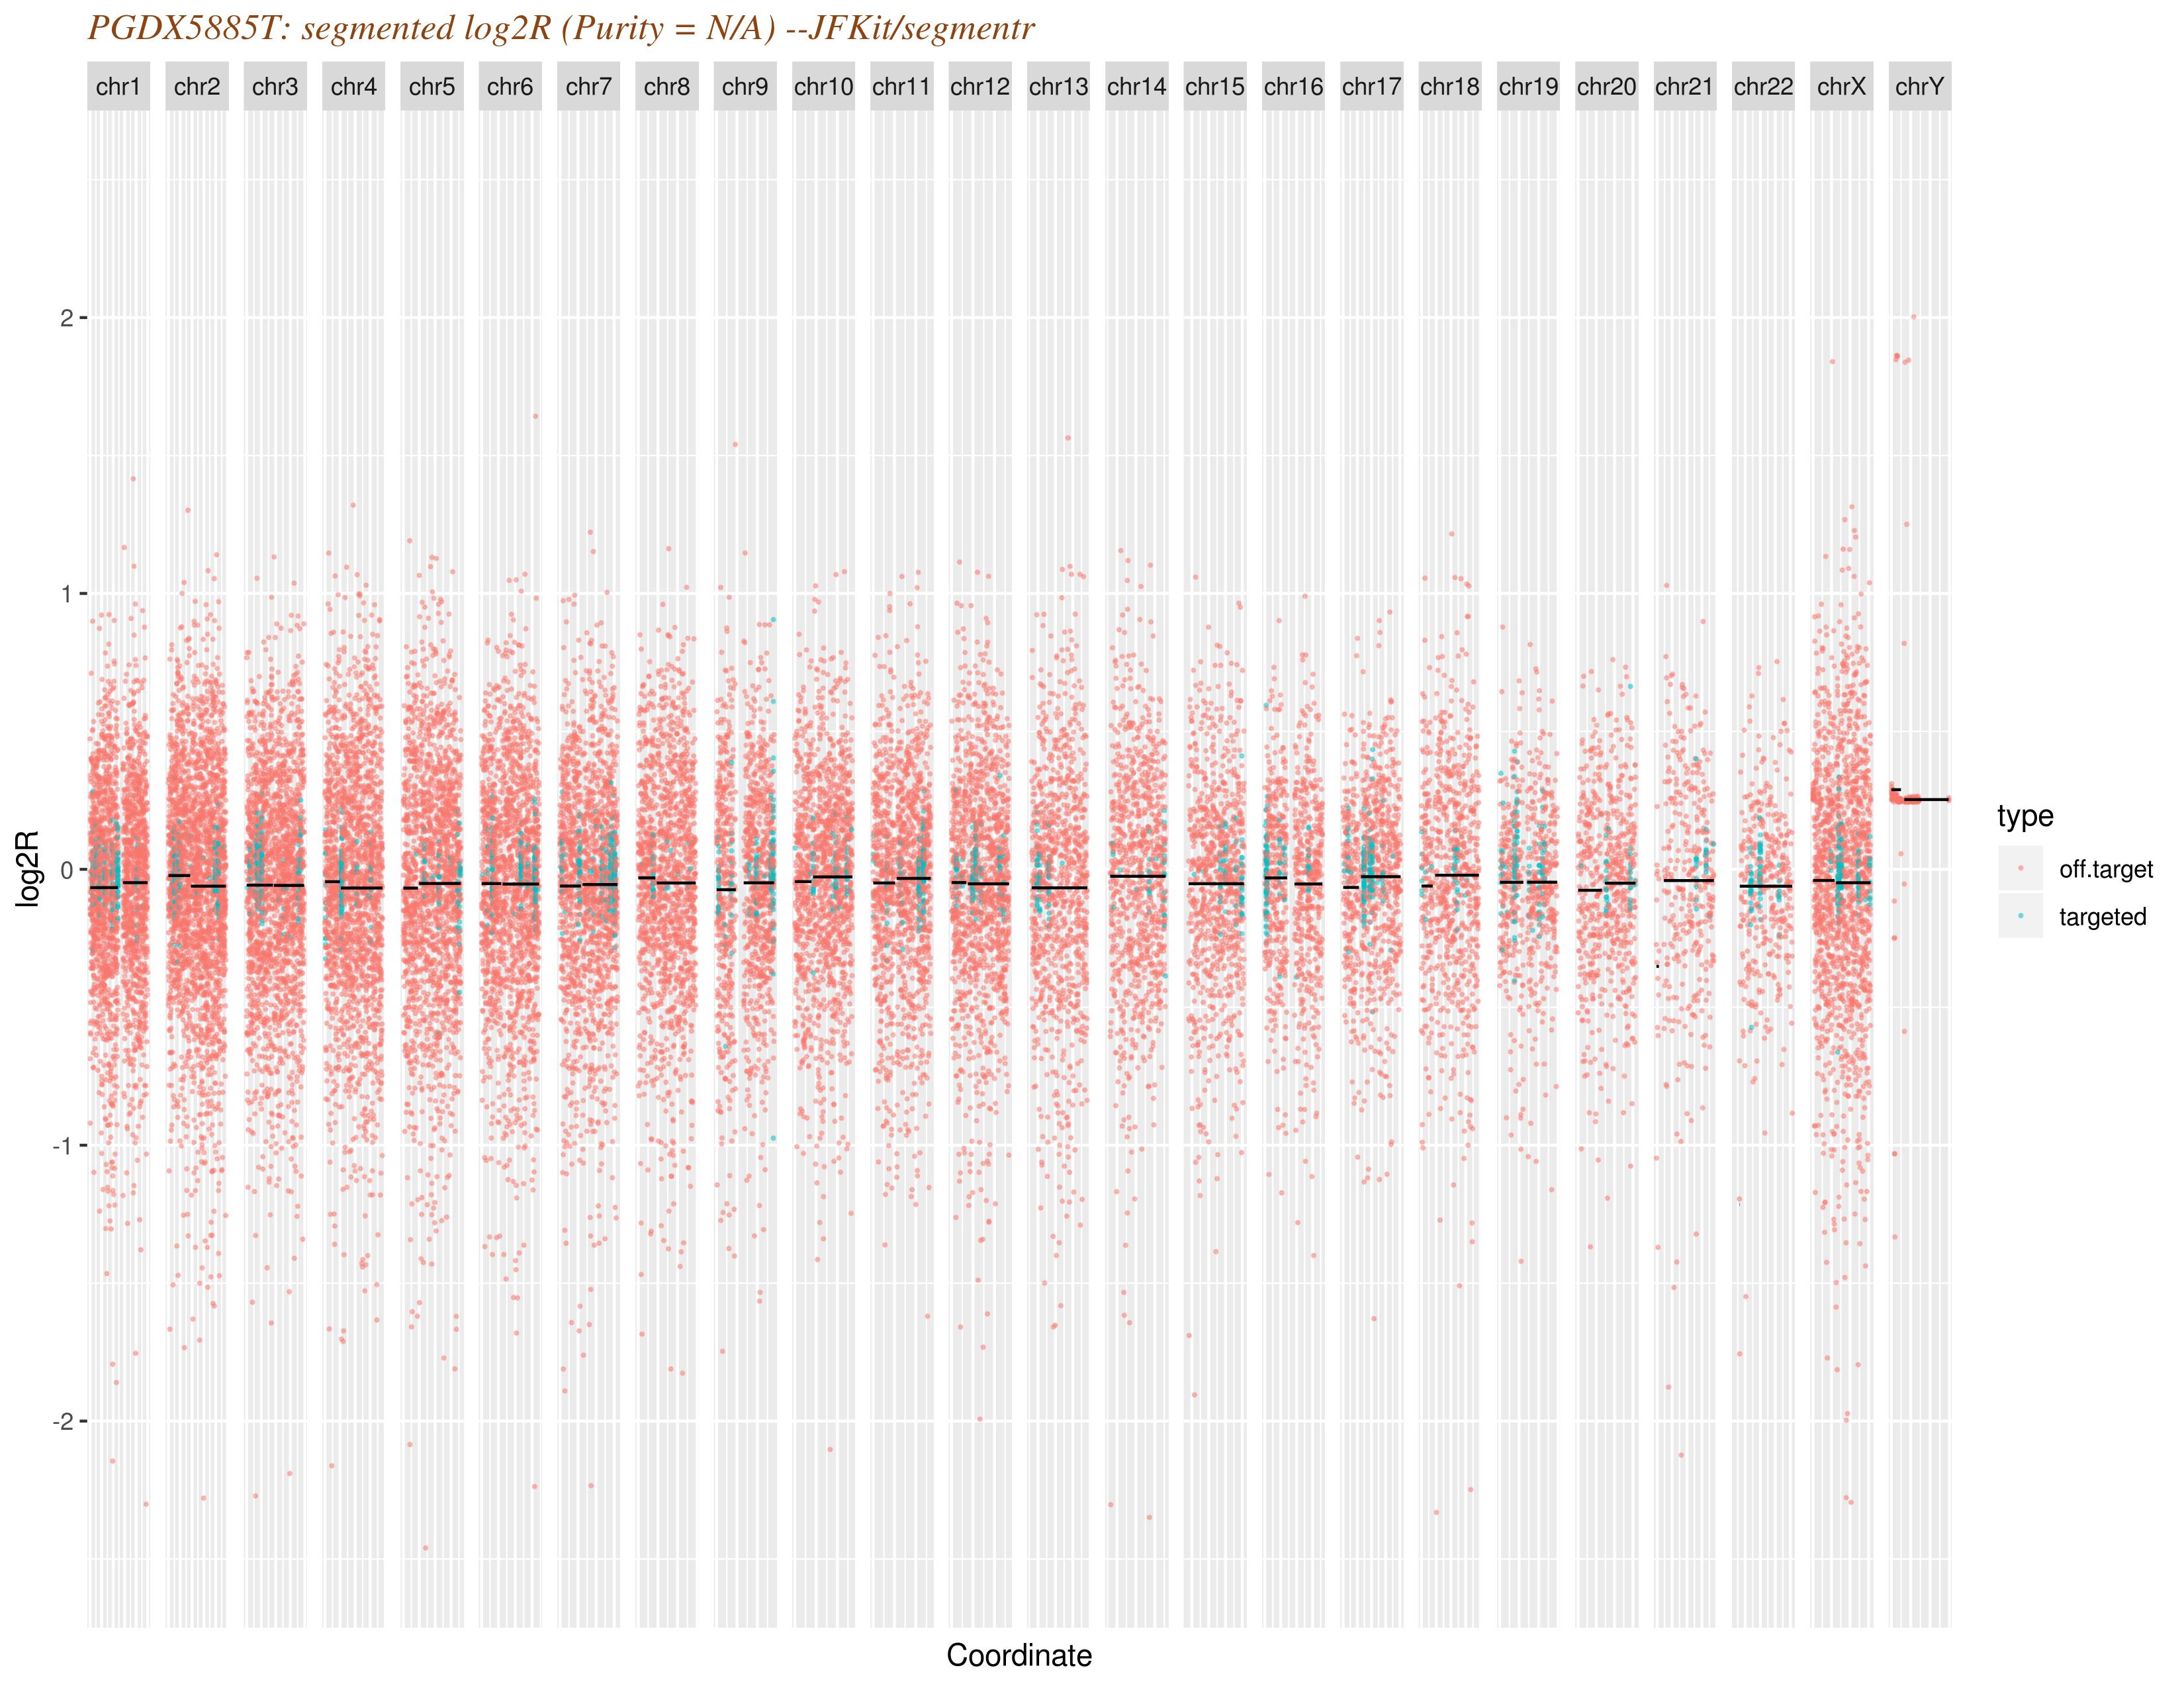 PGDX5885T: segmented log2R (Purity = N/A) --JFKit/segmentr
chr1 chr2 chr3 chr4 chr5 chr6 chr7 chr8 chr9 chr10 chr11 chr12 chr13 chr14 chr15 chr16 chr17 chr18 chr19 chr20 chr21 chr22 chrX chrY
2
1
0
-1
-2
log2R
Coordinate
type
off.target
targeted